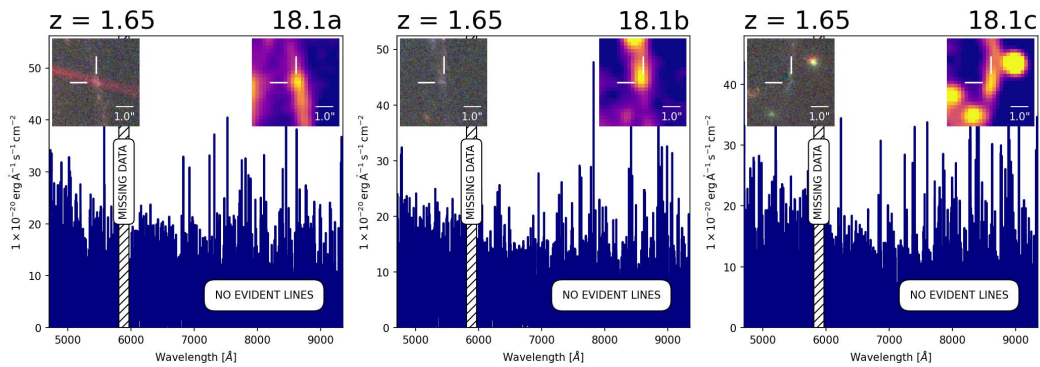 z = 1.65 18.1a
1.0"
1.0"
MISSING DATA
NO EVIDENT LINES
1 × 10⁻²⁰ erg Å⁻¹ s⁻¹ cm⁻²
50
40
30
20
10
0
5000 6000 7000 8000 9000
Wavelength [Å]
z = 1.65 18.1b
1.0"
1.0"
MISSING DATA
NO EVIDENT LINES
1 × 10⁻²⁰ erg Å⁻¹ s⁻¹ cm⁻²
50
40
30
20
10
0
5000 6000 7000 8000 9000
Wavelength [Å]
z = 1.65 18.1c
1.0"
1.0"
MISSING DATA
NO EVIDENT LINES
1 × 10⁻²⁰ erg Å⁻¹ s⁻¹ cm⁻²
40
30
20
10
0
5000 6000 7000 8000 9000
Wavelength [Å]